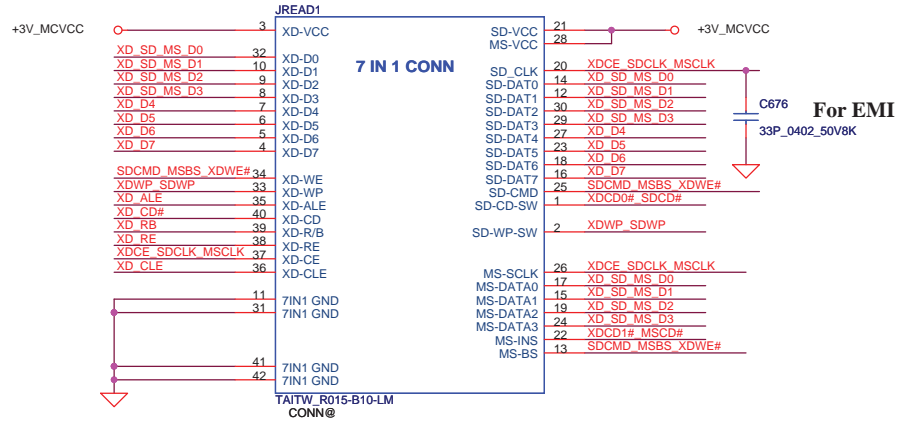 JREAD1
+3V_MCVCC 3 XD-VCC SD-VCC 21 +3V_MCVCC
MS-VCC 28
7 IN 1 CONN
XD_SD_MS_D0 32 XD-D0 SD_CLK 20 XDCE_SDCLK_MSCLK
XD_SD_MS_D1 10 XD-D1 SD-DAT0 14 XD_SD_MS_D0
XD_SD_MS_D2 9 XD-D2 SD-DAT1 12 XD_SD_MS_D1
XD_SD_MS_D3 8 XD-D3 SD-DAT2 30 XD_SD_MS_D2
XD_D4 7 XD-D4 SD-DAT3 29 XD_SD_MS_D3
XD_D5 6 XD-D5 SD-DAT4 27 XD_D4
XD_D6 5 XD-D6 SD-DAT5 23 XD_D5
XD_D7 4 XD-D7 SD-DAT6 18 XD_D6
SD-DAT7 16 XD_D7
C676
33P_0402_50V8K
For EMI
SDCMD_MSBS_XDWE# 34 XD-WE SD-CMD 25 SDCMD_MSBS_XDWE#
XDWP_SDWP 33 XD-WP SD-CD-SW 1 XDCD0#_SDCD#
XD_ALE 35 XD-ALE
XD_CD# 40 XD-CD
XD_RB 39 XD-R/B SD-WP-SW 2 XDWP_SDWP
XD_RE 38 XD-RE
XDCE_SDCLK_MSCLK 37 XD-CE
XD_CLE 36 XD-CLE MS-SCLK 26 XDCE_SDCLK_MSCLK
MS-DATA0 17 XD_SD_MS_D0
11 7IN1 GND MS-DATA1 15 XD_SD_MS_D1
31 7IN1 GND MS-DATA2 19 XD_SD_MS_D2
MS-DATA3 24 XD_SD_MS_D3
MS-INS 22 XDCD1#_MSCD#
MS-BS 13 SDCMD_MSBS_XDWE#
41 7IN1 GND
42 7IN1 GND
TAITW_R015-B10-LM
CONN@